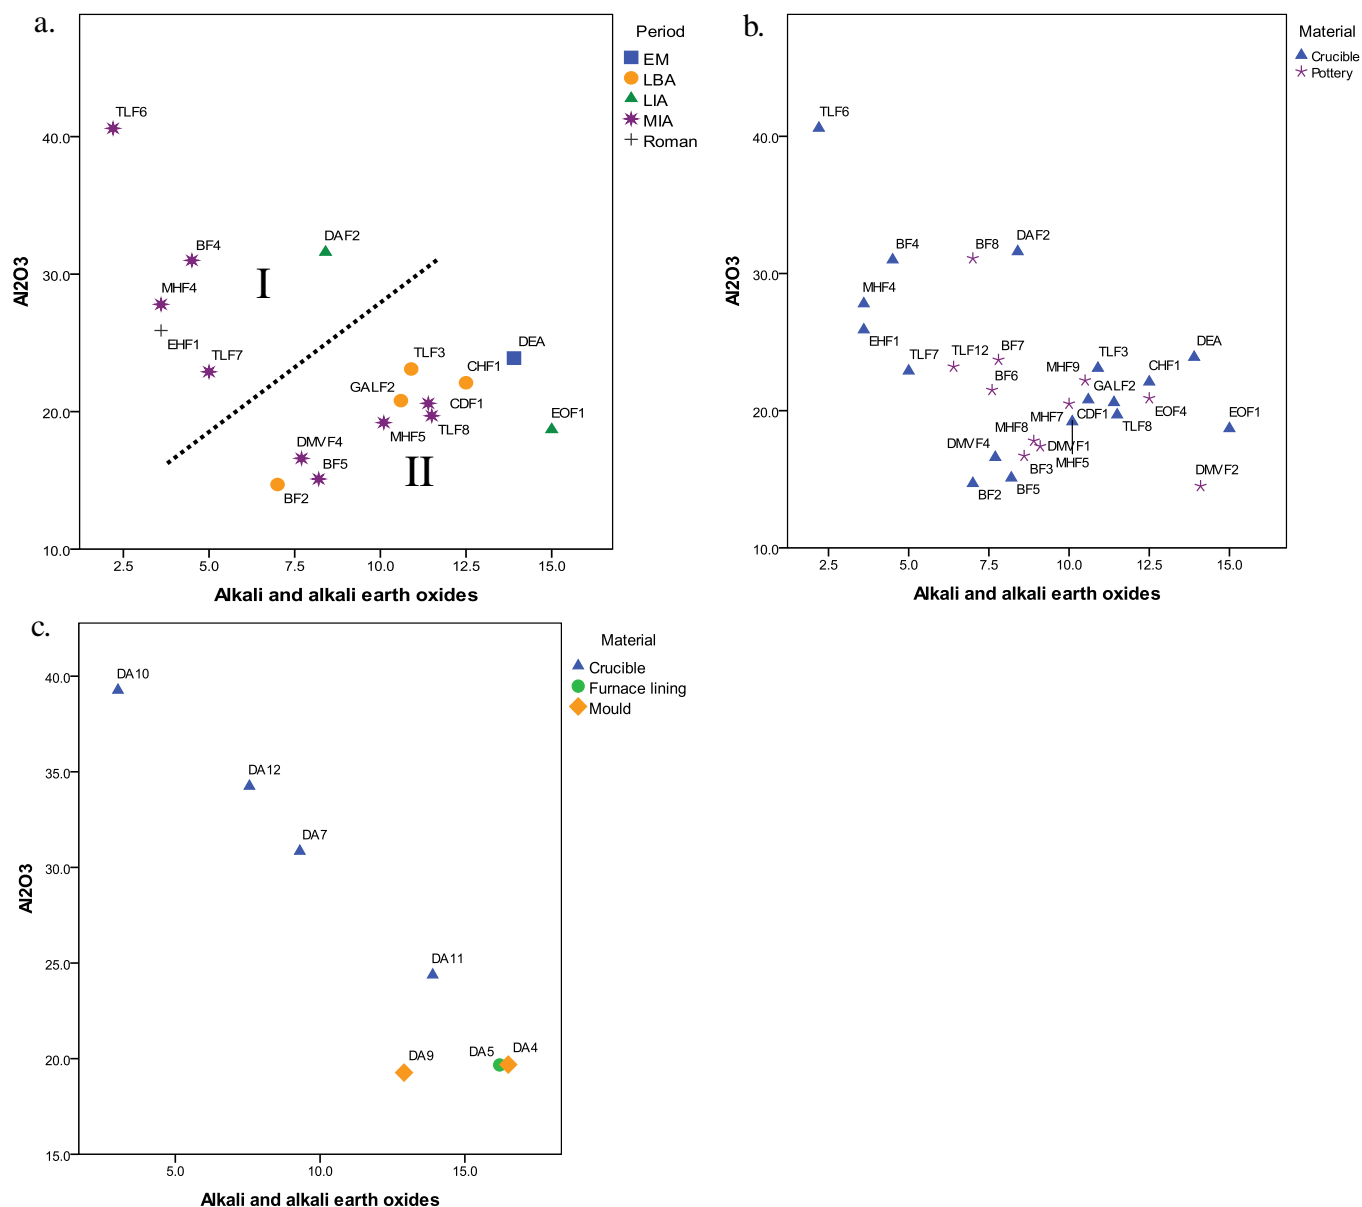 a.
Period
EM
LBA
LIA
MIA
Roman
TLF6
40.0
BF4
DAF2
30.0
I
MHF4
EHF1
TLF7
TLF3
DEA
CHF1
GALF2
CDF1
20.0
EOF1
MHF5
TLF8
DMVF4
BF5
II
BF2
10.0
2.5 5.0 7.5 10.0 12.5 15.0
Al2O3
Alkali and alkali earth oxides
b.
Material
Crucible
Pottery
TLF6
40.0
BF4 BF8 DAF2
30.0
MHF4
EHF1
TLF7 TLF12 BF7
BF6
MHF9 TLF3
DEA
CHF1
GALF2
20.0
MHF7 CDF1
EOF4 EOF1
MHF8
TLF8
DMVF4
DMVF1
MHF5
BF3
DMVF2
BF2 BF5
10.0
2.5 5.0 7.5 10.0 12.5 15.0
Al2O3
Alkali and alkali earth oxides
c.
Material
Crucible
Furnace lining
Mould
DA10
40.0
DA12
35.0
DA7
30.0
DA11
25.0
DA9 DA5 DA4
20.0
15.0
5.0 10.0 15.0
Al2O3
Alkali and alkali earth oxides